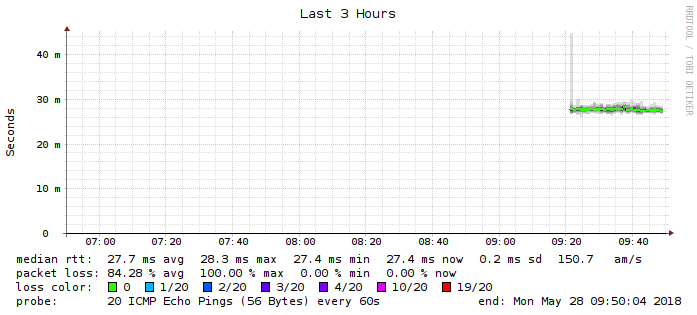 Last 3 Hours
RRDTOOL / TOBI OETIKER
Seconds
40 m
30 m
20 m
10 m
0
07:00 07:20 07:40 08:00 08:20 08:40 09:00 09:20 09:40
median rtt: 27.7 ms avg 28.3 ms max 27.4 ms min 27.4 ms now 0.2 ms sd 150.7 am/s
packet loss: 84.28 % avg 100.00 % max 0.00 % min 0.00 % now
loss color: 0 1/20 2/20 3/20 4/20 10/20 19/20
probe: 20 ICMP Echo Pings (56 Bytes) every 60s end: Mon May 28 09:50:04 2018